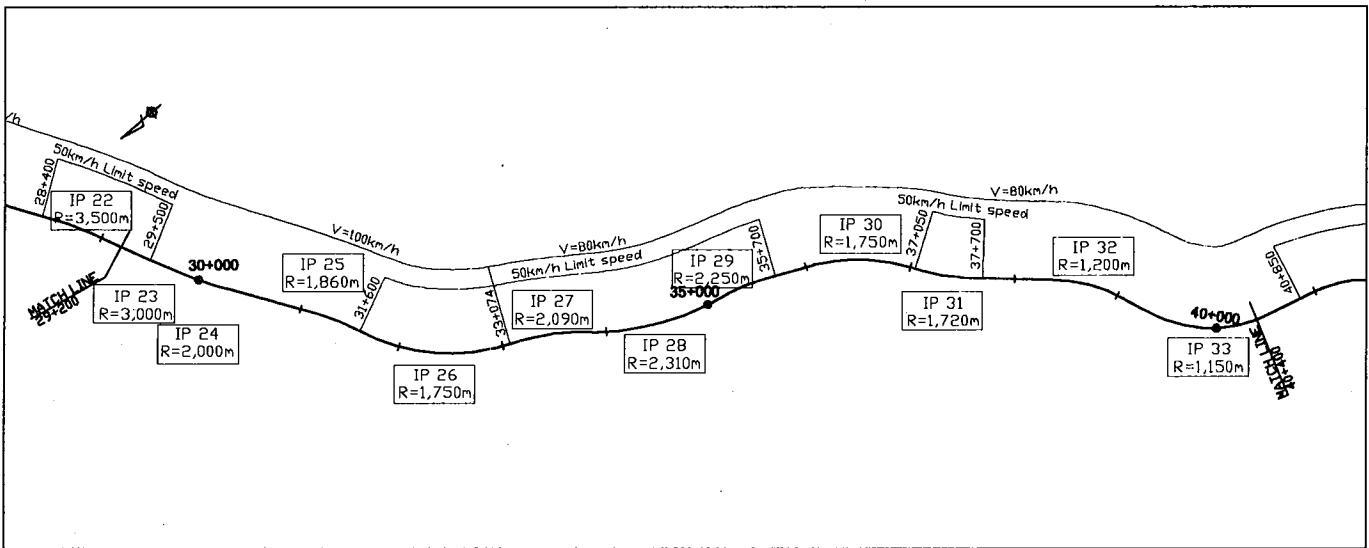 /h
50km/h Limit speed
28+400
IP 22
R=3,500m
29+500
MATCH LINE
29+200
IP 23
R=3,000m
30+000
IP 24
R=2,000m
IP 25
R=1,860m
V=100km/h
31+600
IP 26
R=1,750m
33+074
V=80km/h
50km/h Limit speed
IP 27
R=2,090m
IP 28
R=2,310m
IP 29
R=2,250m
35+000
35+700
IP 30
R=1,750m
37+050
50km/h Limit speed
V=80km/h
37+700
IP 31
R=1,720m
IP 32
R=1,200m
40+000
IP 33
R=1,150m
MATCH LINE
40+400
40+850